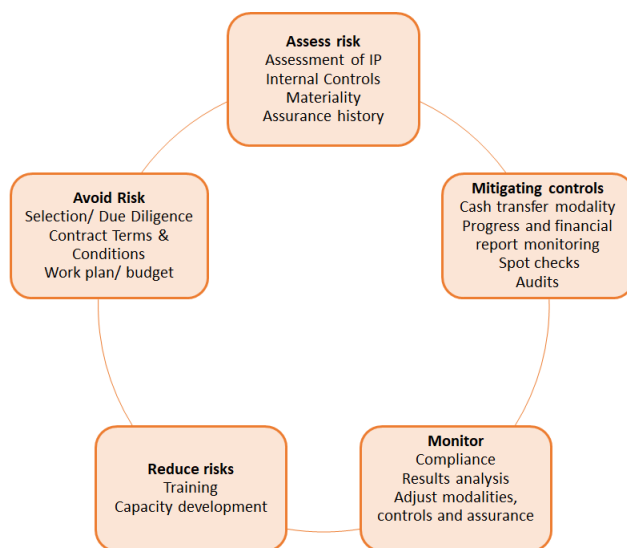 Assess risk
Assessment of IP
Internal Controls
Materiality
Assurance history
Mitigating controls
Cash transfer modality
Progress and financial
report monitoring
Spot checks
Audits
Monitor
Compliance
Results analysis
Adjust modalities,
controls and assurance
Reduce risks
Training
Capacity development
Avoid Risk
Selection/ Due Diligence
Contract Terms &
Conditions
Work plan/ budget